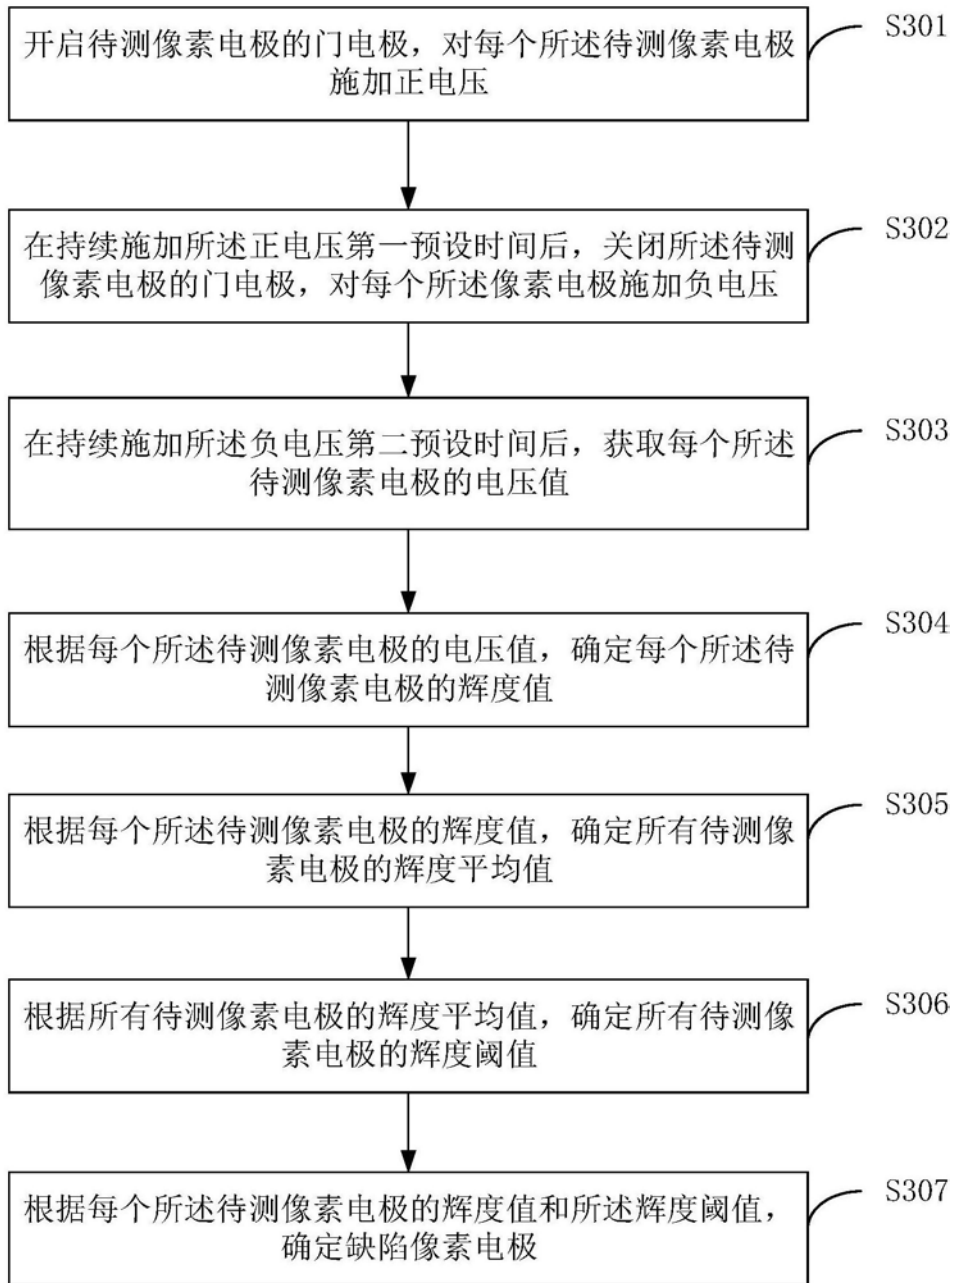 开启待测像素电极的门电极，对每个所述待测像素电极
施加正电压
S301
在持续施加所述正电压第一预设时间后，关闭所述待测
像素电极的门电极，对每个所述像素电极施加负电压
S302
在持续施加所述负电压第二预设时间后，获取每个所述
待测像素电极的电压值
S303
根据每个所述待测像素电极的电压值，确定每个所述待
测像素电极的辉度值
S304
根据每个所述待测像素电极的辉度值，确定所有待测像
素电极的辉度平均值
S305
根据所有待测像素电极的辉度平均值，确定所有待测像
素电极的辉度阈值
S306
根据每个所述待测像素电极的辉度值和所述辉度阈值，
确定缺陷像素电极
S307